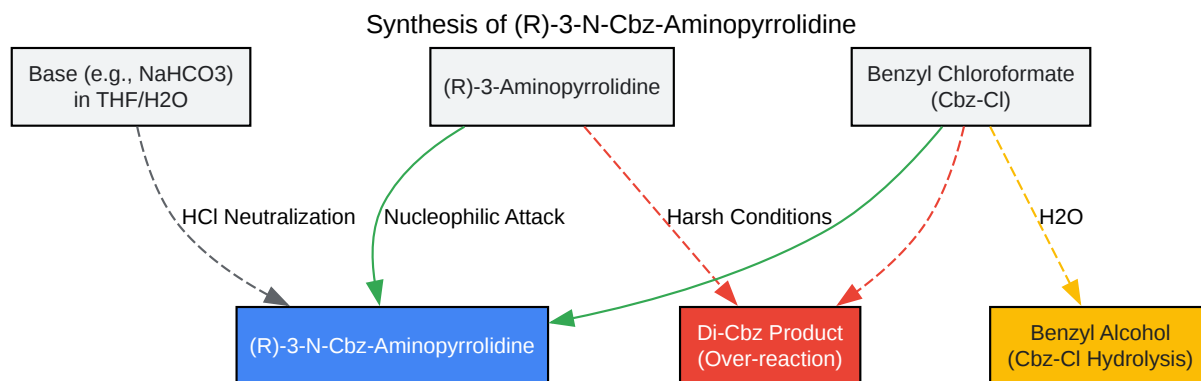 Synthesis of (R)-3-N-Cbz-Aminopyrrolidine
Base (e.g., NaHCO3)
in THF/H2O
(R)-3-Aminopyrrolidine
Benzyl Chloroformate
(Cbz-Cl)
HCl Neutralization
Nucleophilic Attack
Harsh Conditions
H2O
(R)-3-N-Cbz-Aminopyrrolidine
Di-Cbz Product
(Over-reaction)
Benzyl Alcohol
(Cbz-Cl Hydrolysis)